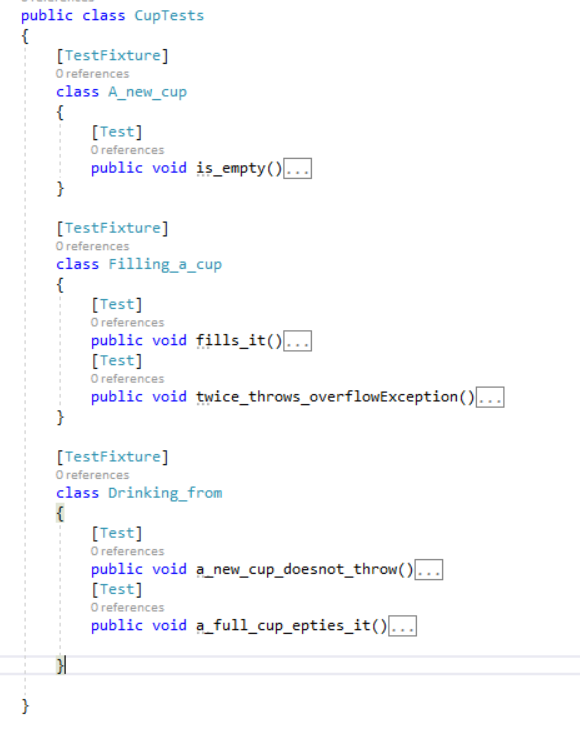 public class CupTests
{
[TestFixture]
0 references
class A_new_cup
{
[Test]
0 references
public void is_empty()...
}
[TestFixture]
0 references
class Filling_a_cup
{
[Test]
0 references
public void fills_it()...
[Test]
0 references
public void twice_throws_overflowException()...
}
[TestFixture]
0 references
class Drinking_from
{
[Test]
0 references
public void a_new_cup_doesnot_throw()...
[Test]
0 references
public void a_full_cup_epties_it()...
}
}